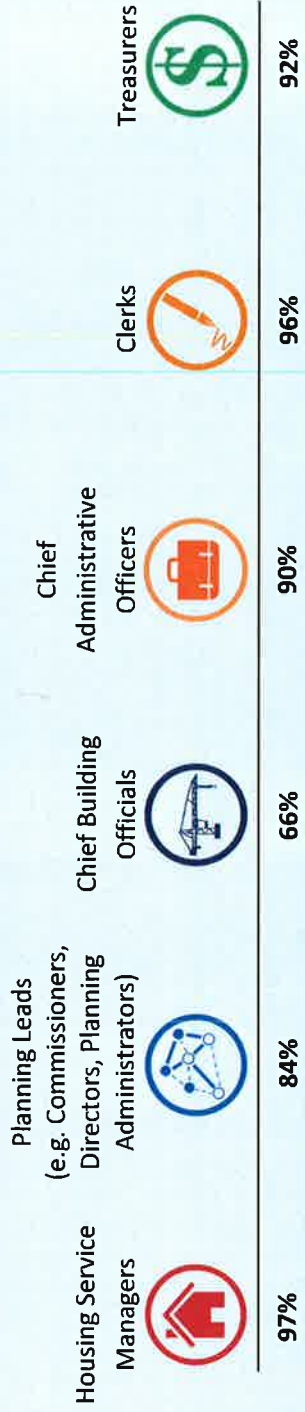 Housing Service
Managers
97%
Planning Leads
(e.g. Commissioners,
Directors, Planning
Administrators)
84%
Chief Building
Officials
66%
Chief
Administrative
Officers
90%
Clerks
96%
Treasurers
$
92%